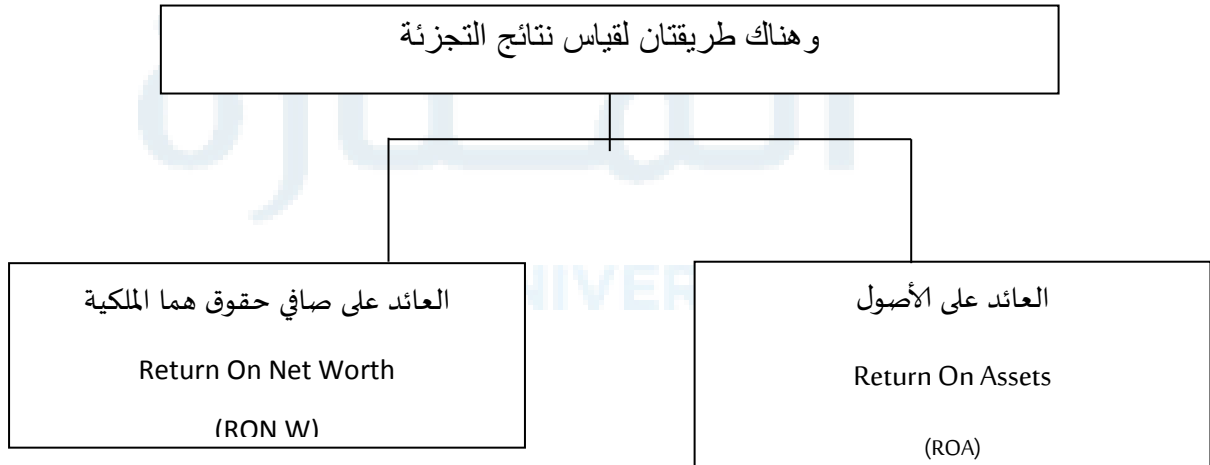 وهناك طريقتان لقياس نتائج التجزئة
العائد على الأصول
Return On Assets
(ROA)
العائد على صافي حقوق هما الملكية
Return On Net Worth
(RON W)